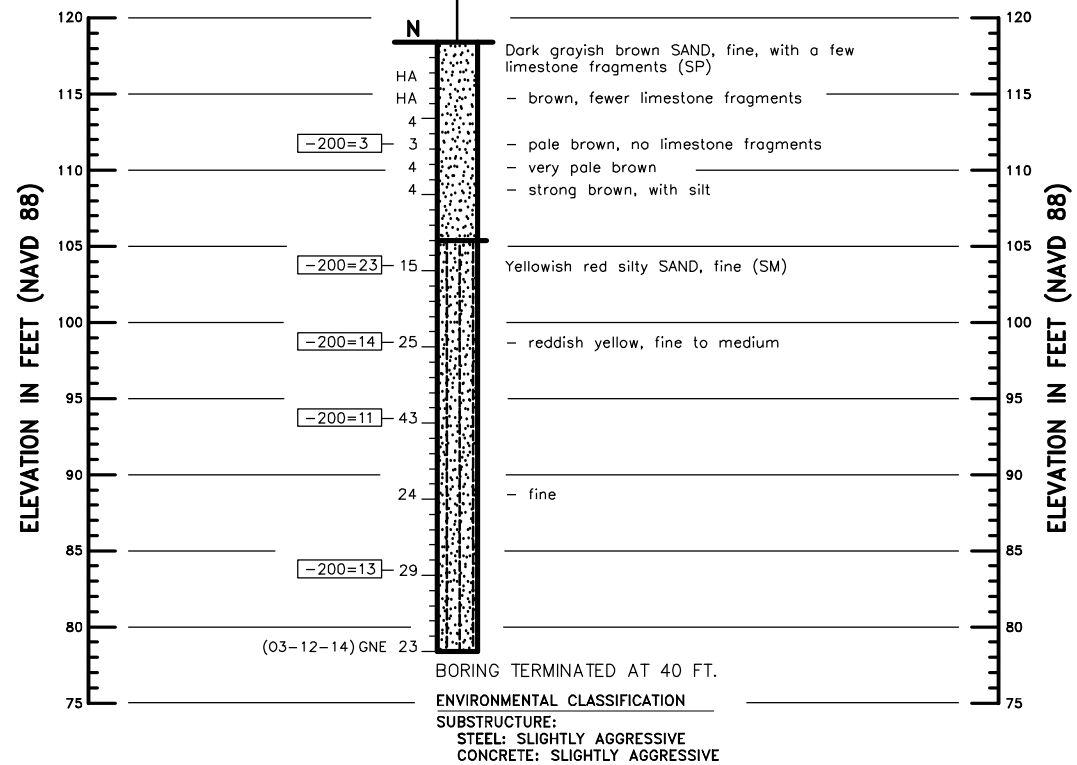 N
120 120
Dark grayish brown SAND, fine, with a few
limestone fragments (SP)
HA
115 115
HA - brown, fewer limestone fragments
4
-200=3 3 - pale brown, no limestone fragments
4 - very pale brown
110 110
4 - strong brown, with silt
105 105
-200=23 15 Yellowish red silty SAND, fine (SM)
100 100
-200=14 25 - reddish yellow, fine to medium
95 95
-200=11 43
90 90
24 - fine
85 85
-200=13 29
80 80
(03-12-14) GNE 23
BORING TERMINATED AT 40 FT.
75 75
ENVIRONMENTAL CLASSIFICATION
SUBSTRUCTURE:
STEEL: SLIGHTLY AGGRESSIVE
CONCRETE: SLIGHTLY AGGRESSIVE
ELEVATION IN FEET (NAVD 88)
ELEVATION IN FEET (NAVD 88)